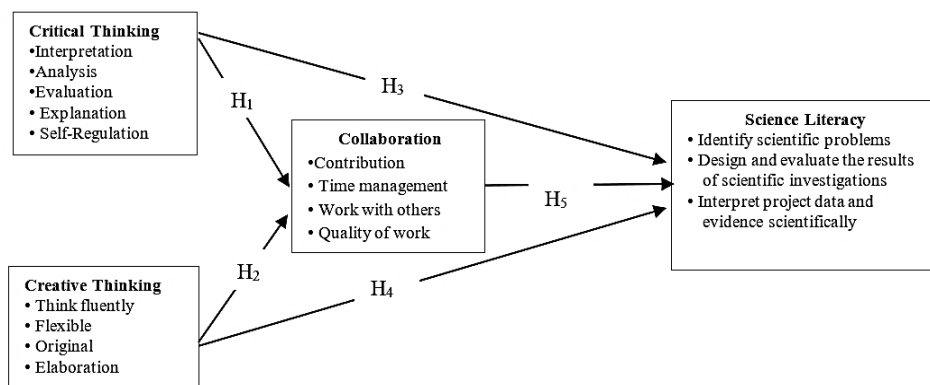 Critical Thinking
•Interpretation
•Analysis
•Evaluation
• Explanation
• Self-Regulation
H1
H3
Collaboration
•Contribution
• Time management
• Work with others
• Quality of work
Science Literacy
• Identify scientific problems
• Design and evaluate the results
of scientific investigations
• Interpret project data and
evidence scientifically
H5
H2
H4
Creative Thinking
• Think fluently
• Flexible
• Original
• Elaboration